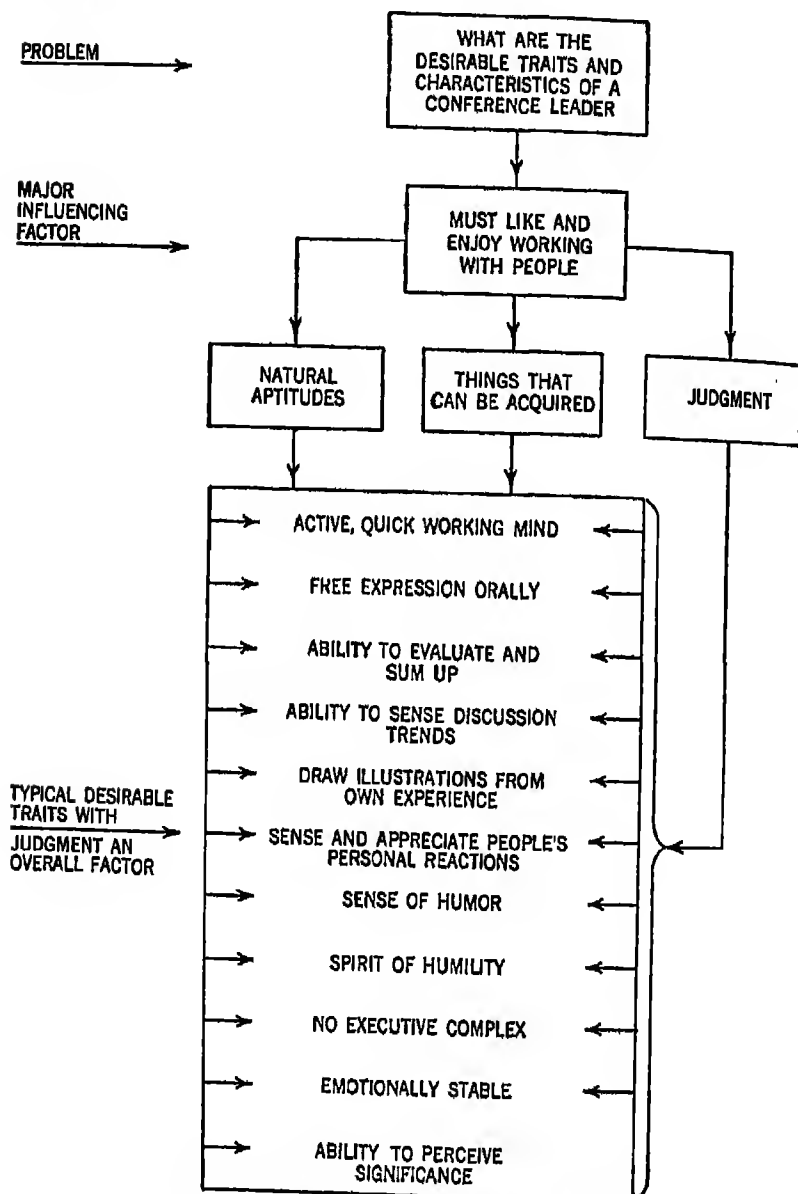 PROBLEM
WHAT ARE THE
DESIRABLE TRAITS AND
CHARACTERISTICS OF A
CONFERENCE LEADER
MAJOR
INFLUENCING
FACTOR
MUST LIKE AND
ENJOY WORKING
WITH PEOPLE
NATURAL
APTITUDES
THINGS THAT
CAN BE ACQUIRED
JUDGMENT
TYPICAL DESIRABLE
TRAITS WITH
JUDGMENT AN
OVERALL FACTOR
ACTIVE, QUICK WORKING MIND
FREE EXPRESSION ORALLY
ABILITY TO EVALUATE AND
SUM UP
ABILITY TO SENSE DISCUSSION
TRENDS
DRAW ILLUSTRATIONS FROM
OWN EXPERIENCE
SENSE AND APPRECIATE PEOPLE'S
PERSONAL REACTIONS
SENSE OF HUMOR
SPIRIT OF HUMILITY
NO EXECUTIVE COMPLEX
EMOTIONALLY STABLE
ABILITY TO PERCEIVE
SIGNIFICANCE